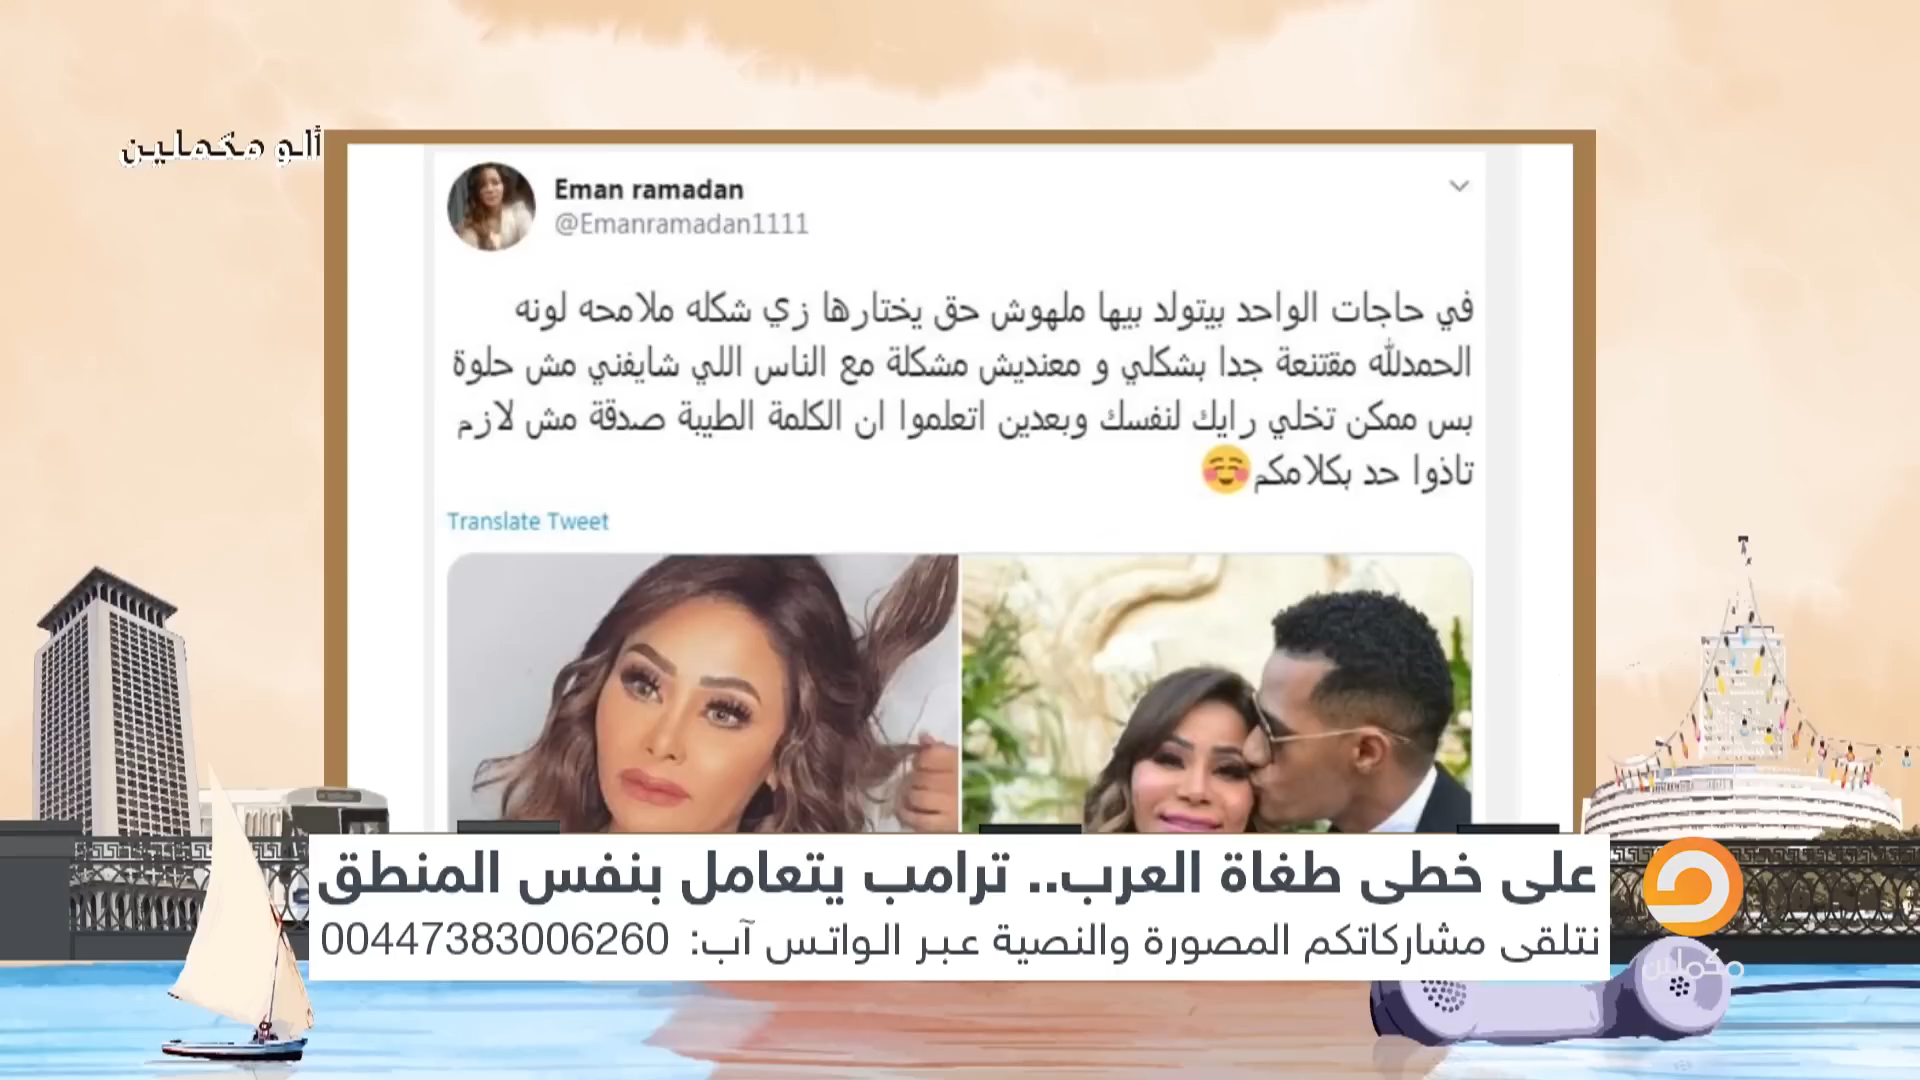 ألو مكملين
Eman ramadan
@Emanramadan1111
في حاجات الواحد بيتولد بيها ملهوش حق يختارها زي شكله ملامحه لونه
الحمدلله مقتنعة جدا بشكلي و معنديش مشكلة مع الناس اللي شايفني مش حلوة
بس ممكن تخلي رايك لنفسك وبعدين اتعلموا ان الكلمة الطيبة صدقة مش لازم
تاذوا حد بكلامكم☺️
Translate Tweet
على خطى طغاة العرب.. ترامب يتعامل بنفس المنطق
نتلقى مشاركاتكم المصورة والنصية عبر الواتس آب: 00447383006260
مكملين